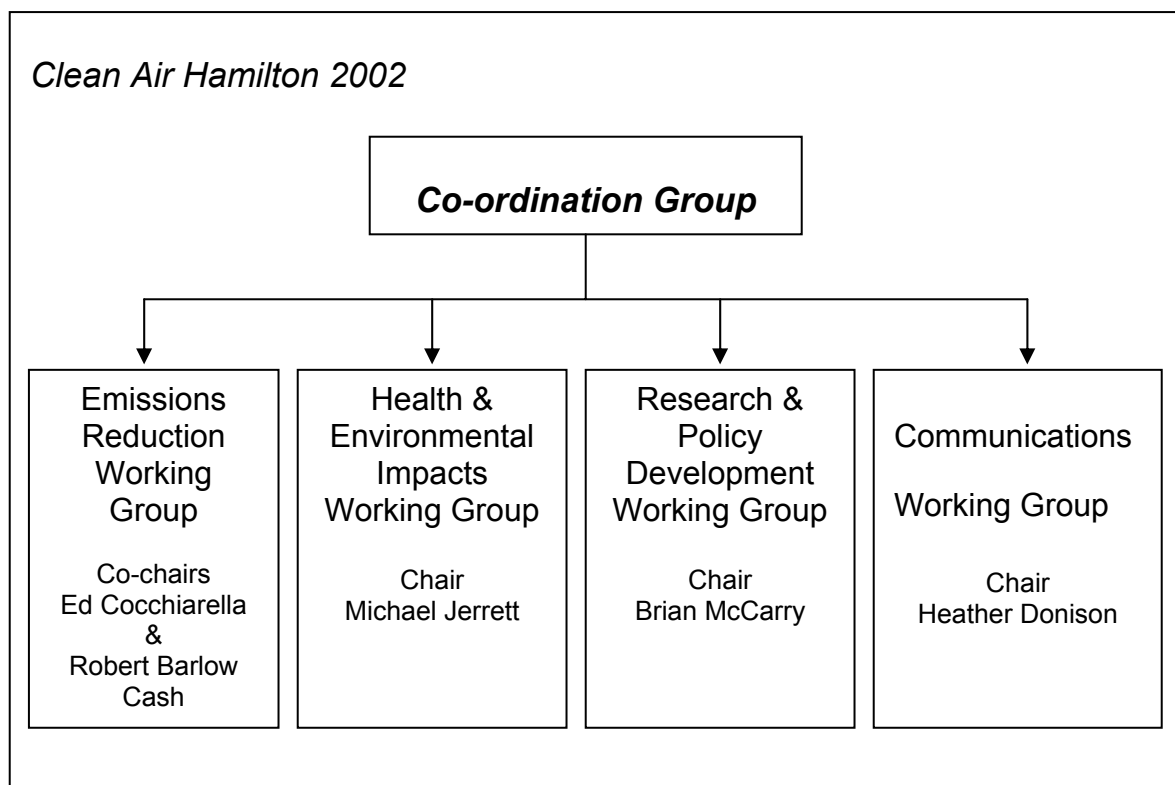 Clean Air Hamilton 2002
Co-ordination Group
Emissions
Reduction
Working
Group
Co-chairs
Ed Cocchiarella
&
Robert Barlow
Cash
Health &
Environmental
Impacts
Working Group
Chair
Michael Jerrett
Research &
Policy
Development
Working Group
Chair
Brian McCarry
Communications
Working Group
Chair
Heather Donison